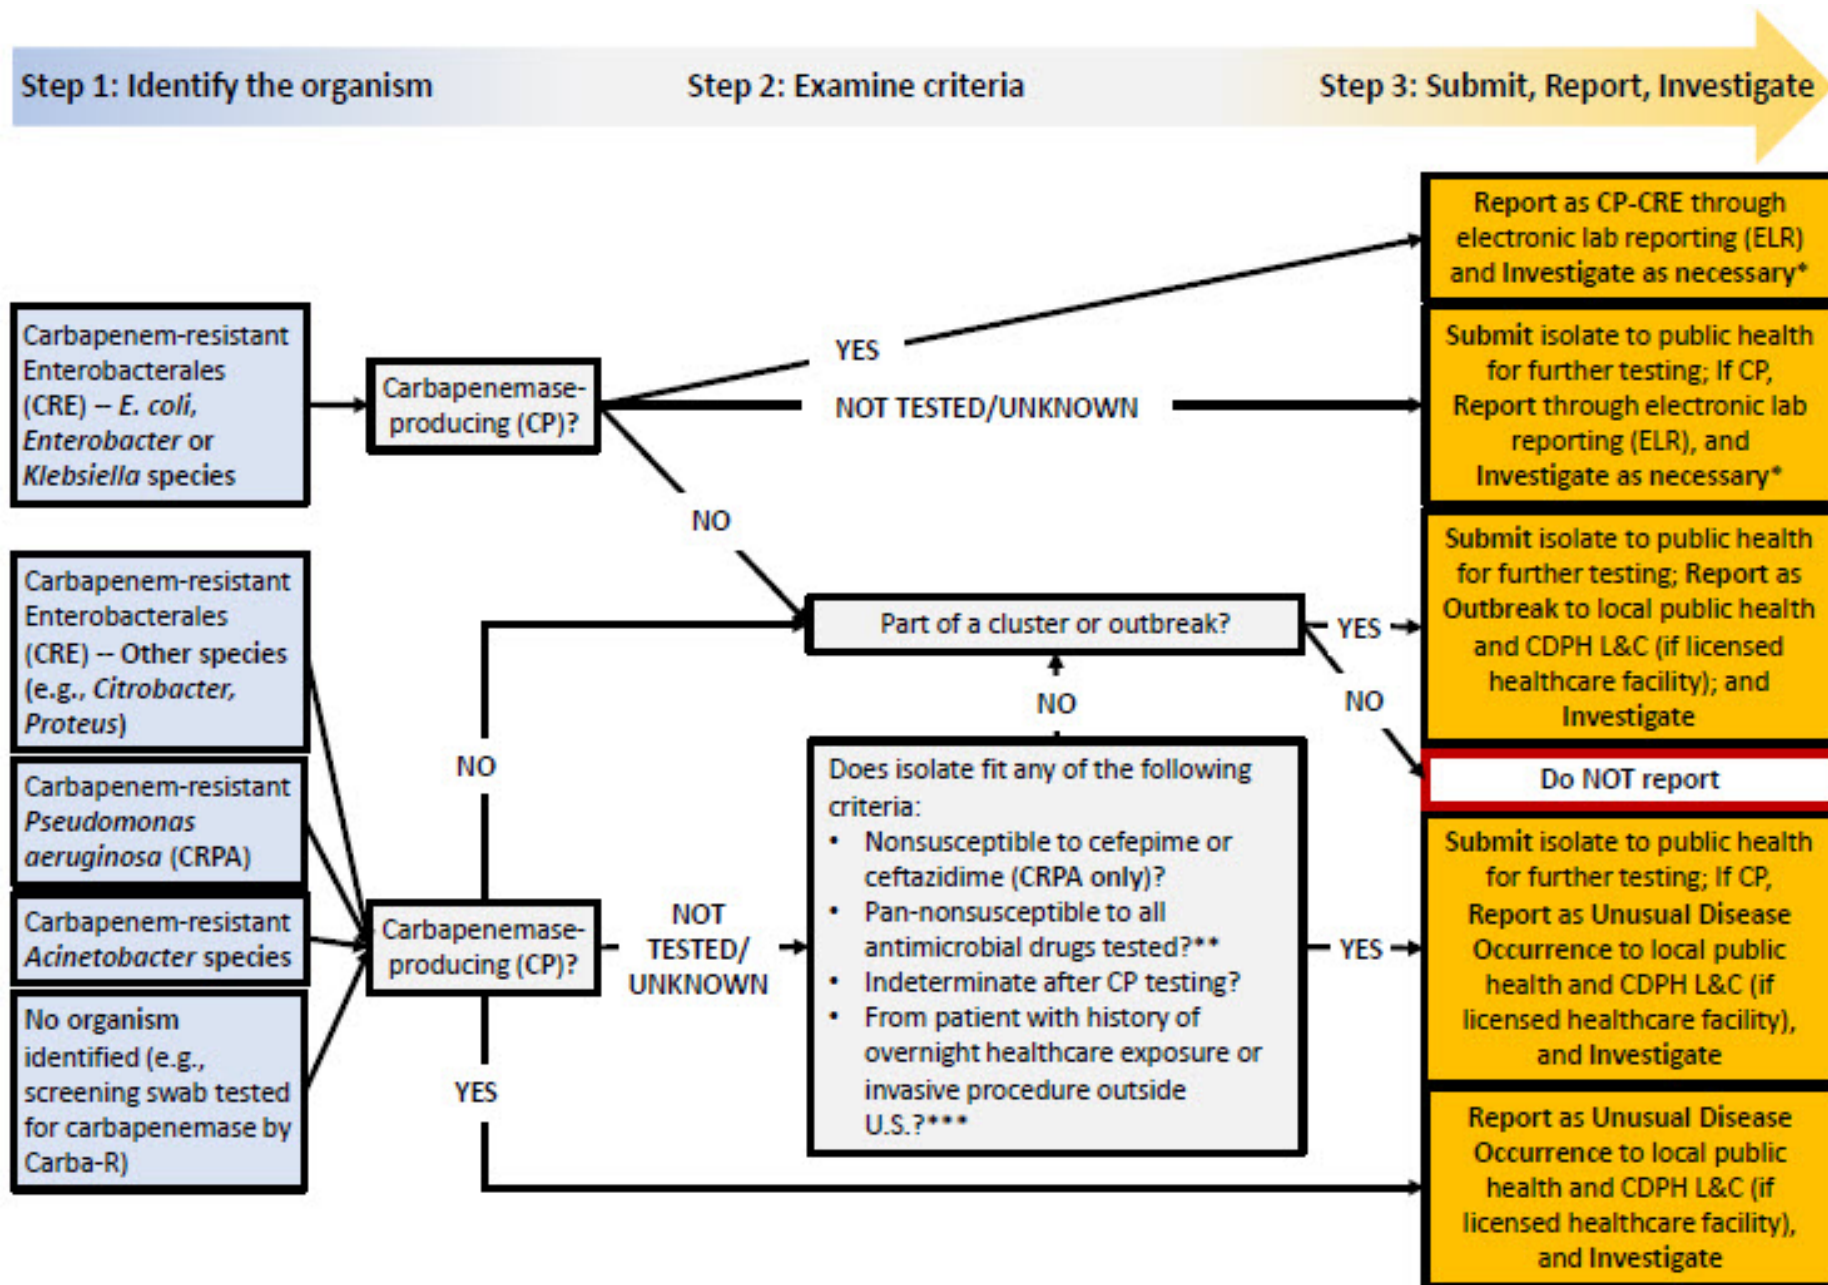 Step 1: Identify the organism
Step 2: Examine criteria
Step 3: Submit, Report, Investigate
Report as CP-CRE through
electronic lab reporting (ELR)
and Investigate as necessary*
Carbapenem-resistant
Enterobacterales
(CRE) -- E. coli,
Enterobacter or
Klebsiella species
Carbapenemase-
producing (CP)?
YES
NOT TESTED/UNKNOWN
NO
Submit isolate to public health
for further testing; If CP,
Report through electronic lab
reporting (ELR), and
Investigate as necessary*
Carbapenem-resistant
Enterobacterales
(CRE) -- Other species
(e.g., Citrobacter,
Proteus)
Part of a cluster or outbreak?
YES
NO
NO
Submit isolate to public health
for further testing; Report as
Outbreak to local public health
and CDPH L&C (if licensed
healthcare facility); and
Investigate
Do NOT report
Carbapenem-resistant
Pseudomonas
aeruginosa (CRPA)
Carbapenem-resistant
Acinetobacter species
No organism
identified (e.g.,
screening swab tested
for carbapenemase by
Carba-R)
NO
Carbapenemase-
producing (CP)?
NOT
TESTED/
UNKNOWN
YES
Does isolate fit any of the following
criteria:
• Nonsusceptible to cefepime or
ceftazidime (CRPA only)?
• Pan-nonsusceptible to all
antimicrobial drugs tested?**
• Indeterminate after CP testing?
• From patient with history of
overnight healthcare exposure or
invasive procedure outside
U.S.?***
YES
Submit isolate to public health
for further testing; If CP,
Report as Unusual Disease
Occurrence to local public
health and CDPH L&C (if
licensed healthcare facility),
and Investigate
Report as Unusual Disease
Occurrence to local public
health and CDPH L&C (if
licensed healthcare facility),
and Investigate